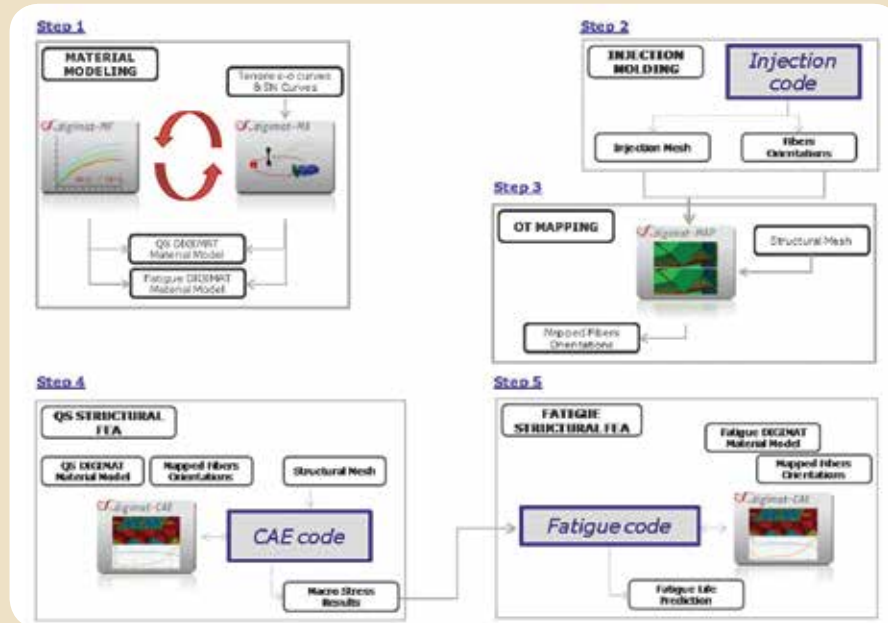 Step 1
MATERIAL
MODELING
Tensile ε-σ curves
& SN Curves
digimat-MF
digimat-MX
QS DIGIMAT
Material Model
Fatigue DIGIMAT
Material Model
Step 2
INJECTION
MOLDING
Injection
code
Injection Mesh
Fibers
Orientations
Step 3
OT MAPPING
digimat-MAP
Structural Mesh
Mapped Fibers
Orientations
Step 4
QS STRUCTURAL
FEA
QS DIGIMAT
Material Model
Mapped Fibers
Orientations
Structural Mesh
digimat-CAE
CAE code
Macro Stress
Results
Step 5
FATIGUE
STRUCTURAL FEA
Fatigue DIGIMAT
Material Model
Mapped Fibers
Orientations
Fatigue code
digimat-CAE
Fatigue Life
Prediction